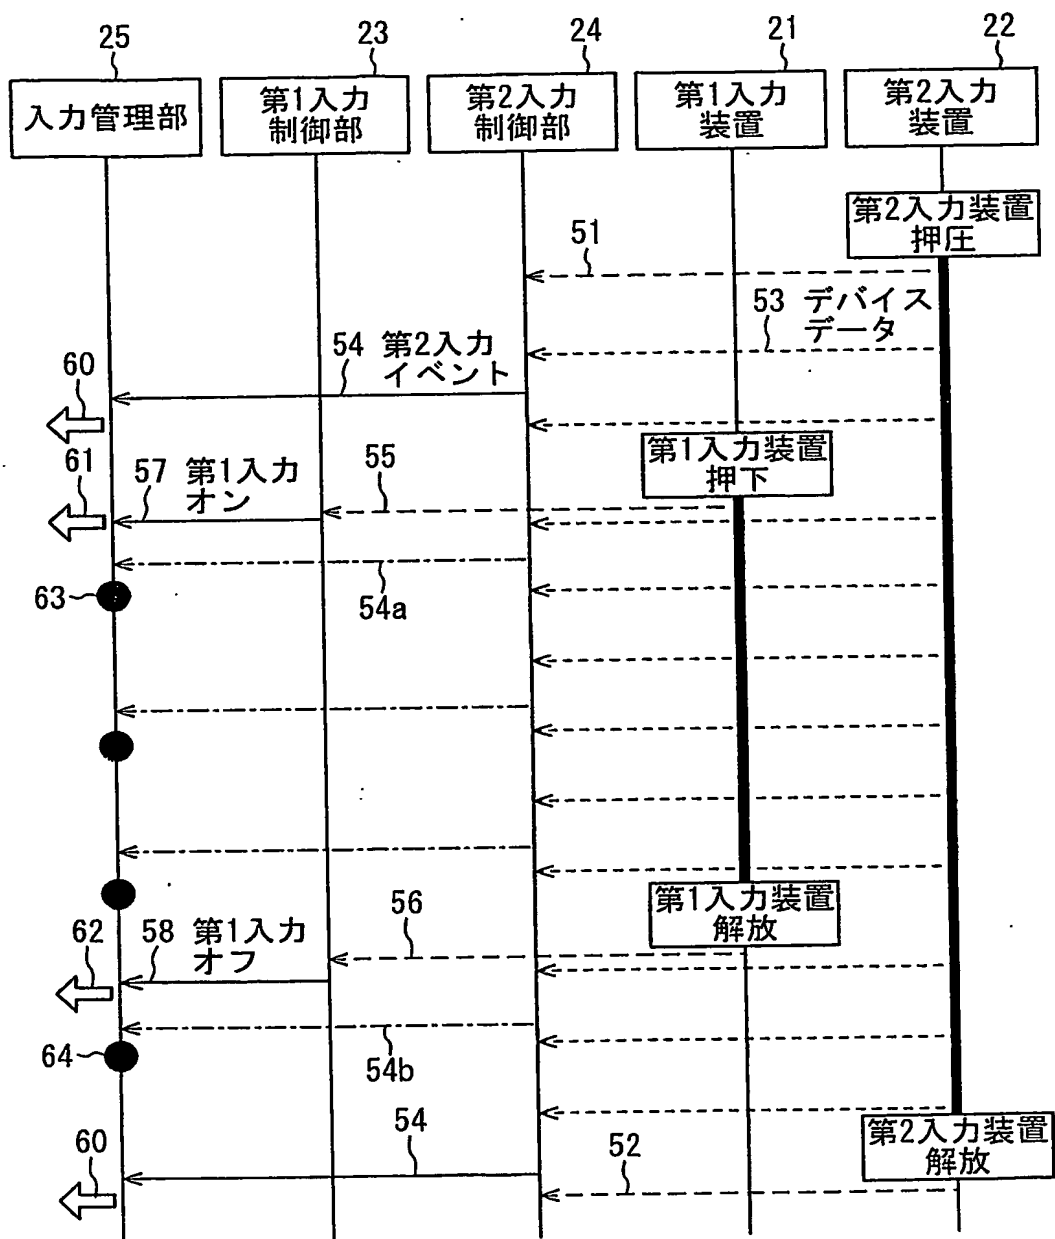 25
23
24
21
22
入力管理部
第1入力
制御部
第2入力
制御部
第1入力
装置
第2入力
装置
第2入力装置
押圧
51
53 デバイス
データ
54 第2入力
イベント
60
第1入力装置
押下
61
57 第1入力
オン
55
63
54a
第1入力装置
解放
56
62
58 第1入力
オフ
64
54b
54
第2入力装置
解放
60
52